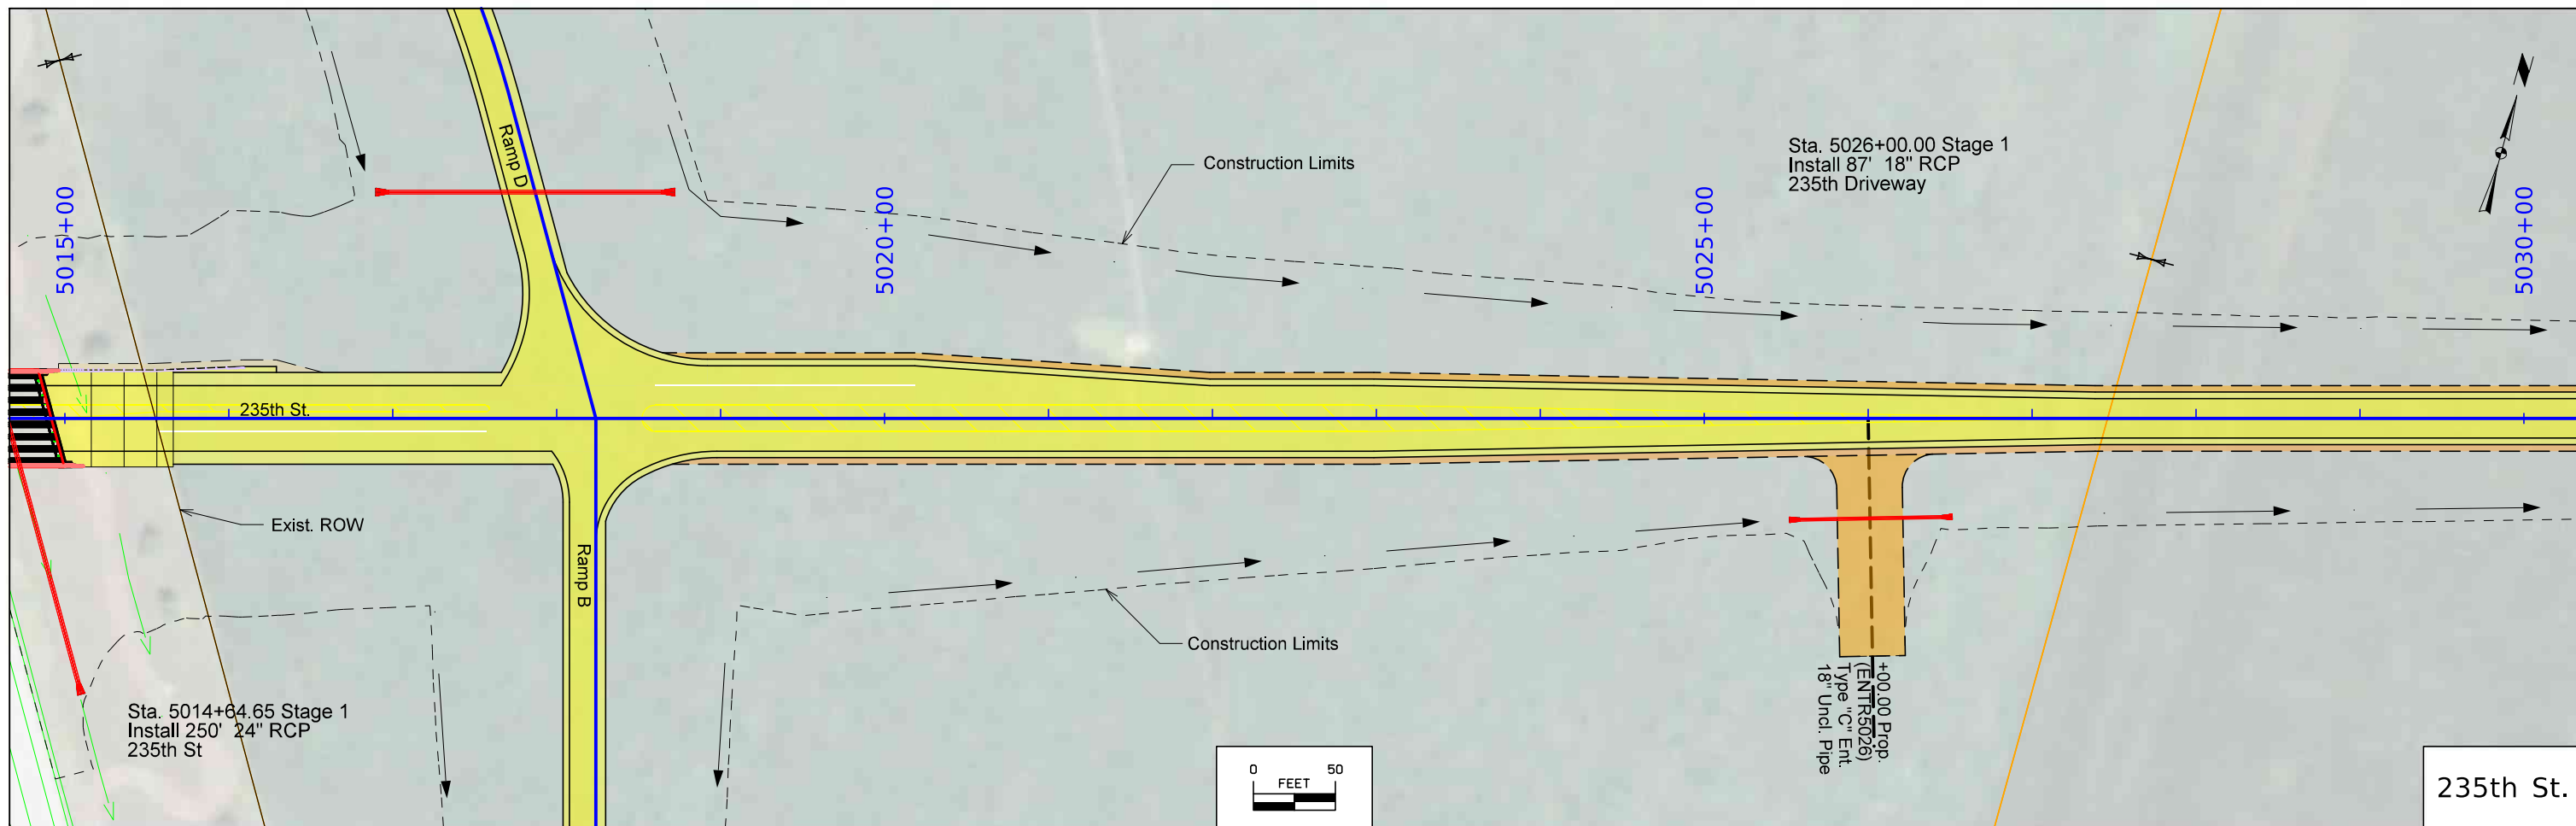 Ramp D
Construction Limits
Sta. 5026+00.00 Stage 1
Install 87' 18" RCP
235th Driveway
5015+00
5020+00
5025+00
5030+00
235th St.
Exist. ROW
Ramp B
Construction Limits
+00.00 Prop.
(ENTR5026)
Type "C" Ent.
18" Uncl. Pipe
Sta. 5014+64.65 Stage 1
Install 250' 24" RCP
235th St
0 50
FEET
235th St.